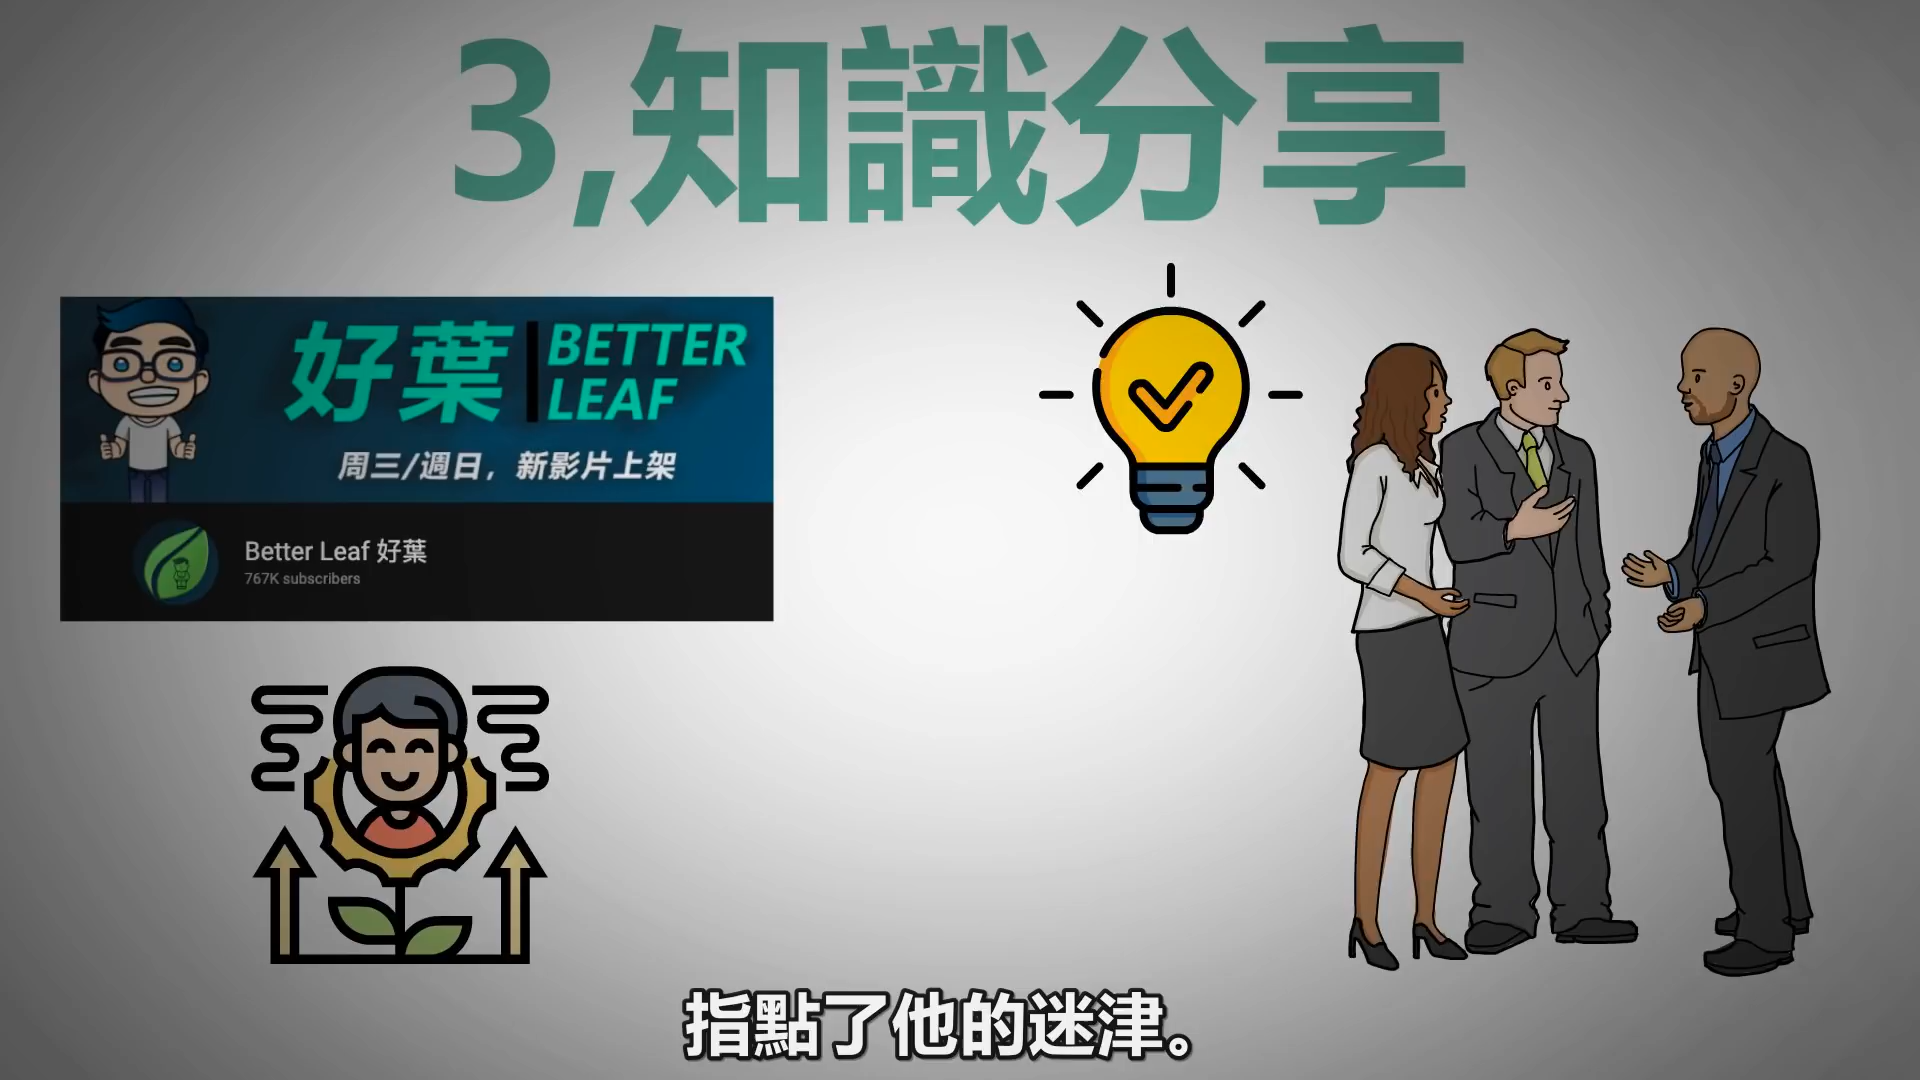 3,知識分享
好葉
BETTER
LEAF
周三/週日，新影片上架
Better Leaf 好葉
767K subscribers
指點了他的迷津。